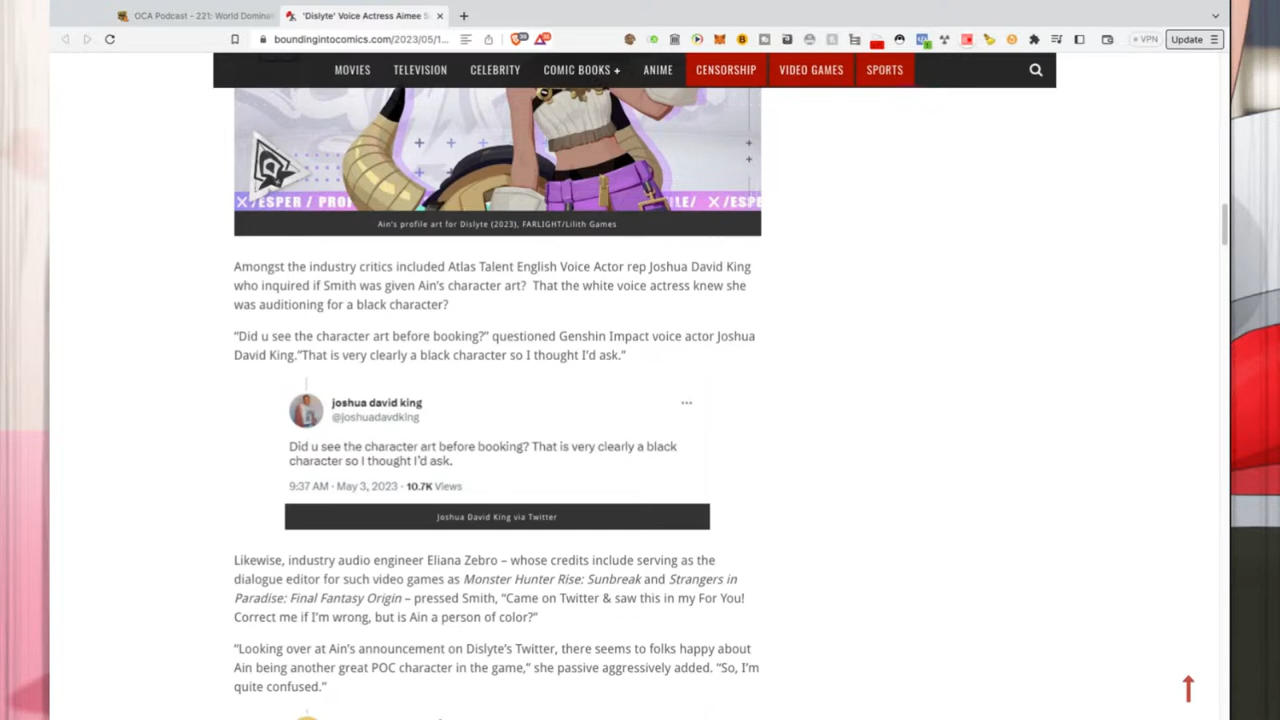 OCA Podcast - 221: World Dominat
'Dislyte' Voice Actress Aimee S
boundingintocomics.com/2023/05/1...
VPN
Update
MOVIES
TELEVISION
CELEBRITY
COMIC BOOKS +
ANIME
CENSORSHIP
VIDEO GAMES
SPORTS
X/ESPER / PROF
ILE/ X/ESPE
Ain's profile art for Dislyte (2023), FARLIGHT/Lilith Games
Amongst the industry critics included Atlas Talent English Voice Actor rep Joshua David King
who inquired if Smith was given Ain's character art?  That the white voice actress knew she
was auditioning for a black character?
“Did u see the character art before booking?” questioned Genshin Impact voice actor Joshua
David King.”That is very clearly a black character so I thought I'd ask.”
joshua david king
@joshuadavdking
Did u see the character art before booking? That is very clearly a black
character so I thought I'd ask.
9:37 AM · May 3, 2023 · 10.7K Views
Joshua David King via Twitter
Likewise, industry audio engineer Eliana Zebro – whose credits include serving as the
dialogue editor for such video games as Monster Hunter Rise: Sunbreak and Strangers in
Paradise: Final Fantasy Origin – pressed Smith, “Came on Twitter & saw this in my For You!
Correct me if I'm wrong, but is Ain a person of color?”
“Looking over at Ain's announcement on Dislyte's Twitter, there seems to folks happy about
Ain being another great POC character in the game,” she passive aggressively added. “So, I'm
quite confused.”